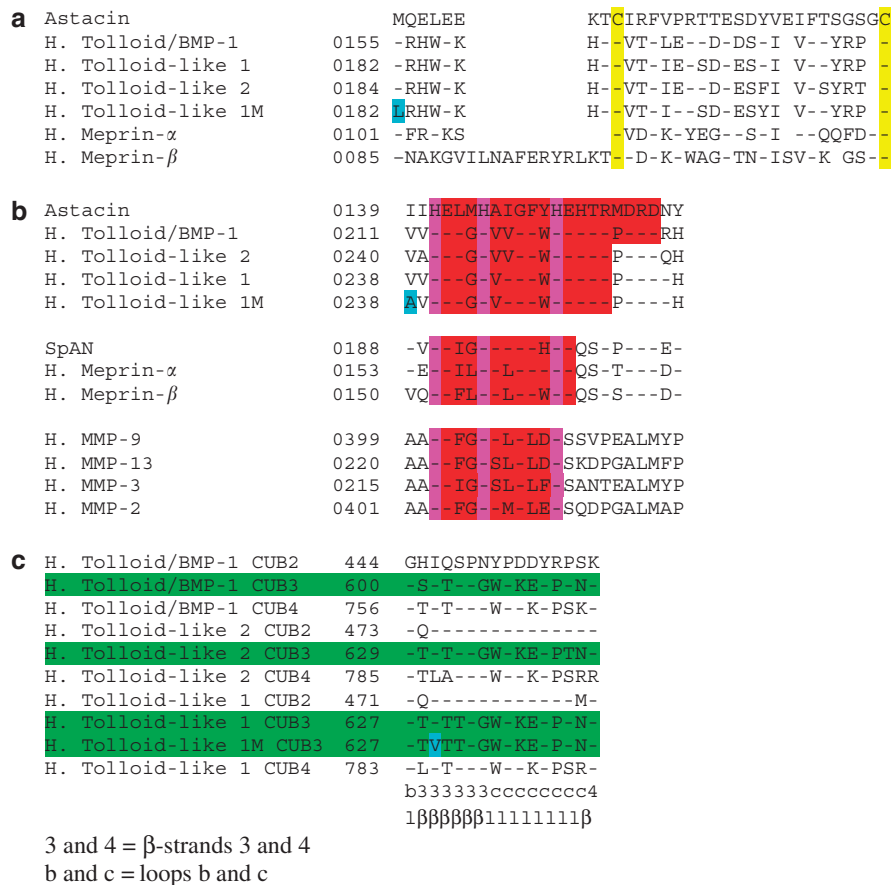 a Astacin MQELEE KTCIRFVPRTTESDYVEIFTSGSGC
H. Tolloid/BMP-1 0155 -RHW-K H--VT-LE--D-DS-I V--YRP -
H. Tolloid-like 1 0182 -RHW-K H--VT-IE-SD-ES-I V--YRP -
H. Tolloid-like 2 0184 -RHW-K H--VT-IE--D-ESFI V-SYRT -
H. Tolloid-like 1M 0182 LRHW-K H--VT-I--SD-ESYI V--YRP -
H. Meprin-α 0101 -FR-KS --VD-K-YEG--S-I --QQFD--
H. Meprin-β 0085 -NAKGVILNAFERYRLKT--D-K-WAG-TN-ISV-K GS--
b Astacin 0139 IIHELMHAIGFYHEHTRMDRDNY
H. Tolloid/BMP-1 0211 VV---G-VV--W-----P---RH
H. Tolloid-like 2 0240 VA---G-VV--W-----P---QH
H. Tolloid-like 1 0238 VV---G-V---W-----P----H
H. Tolloid-like 1M 0238 AV---G-V---W-----P----H
SpAN 0188 -V--IG-----H--QS-P---E-
H. Meprin-α 0153 -E--IL--L-----QS-T---D-
H. Meprin-β 0150 VQ--FL--L--W--QS-S---D-
H. MMP-9 0399 AA--FG--L-LD-SSVPEALMYP
H. MMP-13 0220 AA--FG-SL-LD-SKDPGALMFP
H. MMP-3 0215 AA--IG-SL-LF-SANTEALMYP
H. MMP-2 0401 AA--FG--M-LE-SQDPGALMAP
c H. Tolloid/BMP-1 CUB2 444 GHIQSPNYPDDYRPSK
H. Tolloid/BMP-1 CUB3 600 -S-T--GW-KE-P-N-
H. Tolloid/BMP-1 CUB4 756 -T-T---W--K-PSK-
H. Tolloid-like 2 CUB2 473 -Q--------------
H. Tolloid-like 2 CUB3 629 -T-T--GW-KE-PTN-
H. Tolloid-like 2 CUB4 785 -TLA---W--K-PSRR
H. Tolloid-like 1 CUB2 471 -Q------------M-
H. Tolloid-like 1 CUB3 627 -T-TT-GW-KE-P-N-
H. Tolloid-like 1M CUB3 627 -TVTT-GW-KE-P-N-
H. Tolloid-like 1 CUB4 783 -L-T---W--K-PSR-
b333333cccccccc4
lββββββllllllllβ
3 and 4 = β-strands 3 and 4
b and c = loops b and c